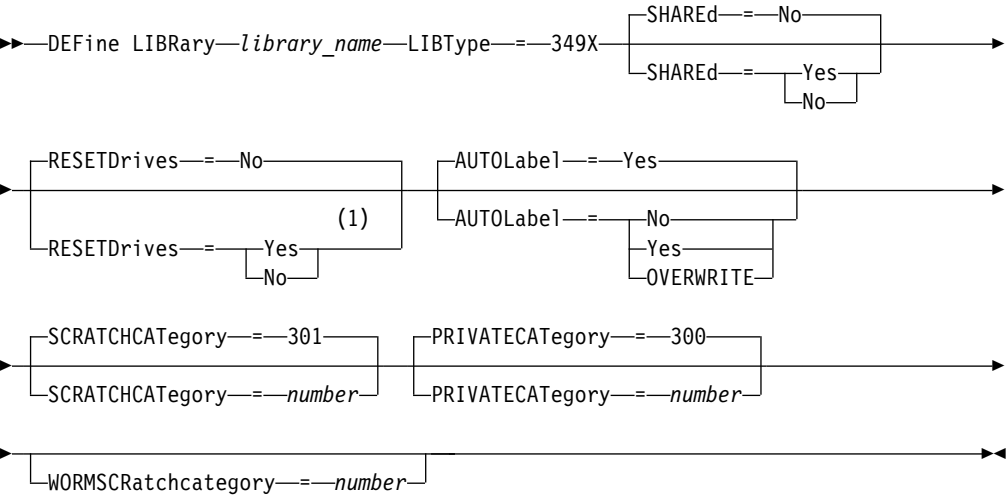 SHAREd = No
DEFine LIBRary library_name LIBType = 349X
SHAREd = Yes
No
RESETDrives = No AUTOLabel = Yes
(1)
AUTOLabel = No
RESETDrives = Yes
Yes
No
OVERWRITE
SCRATCHCATegory = 301 PRIVATECATegory = 300
SCRATCHCATegory = number PRIVATECATegory = number
WORMSCRatchcategory = number